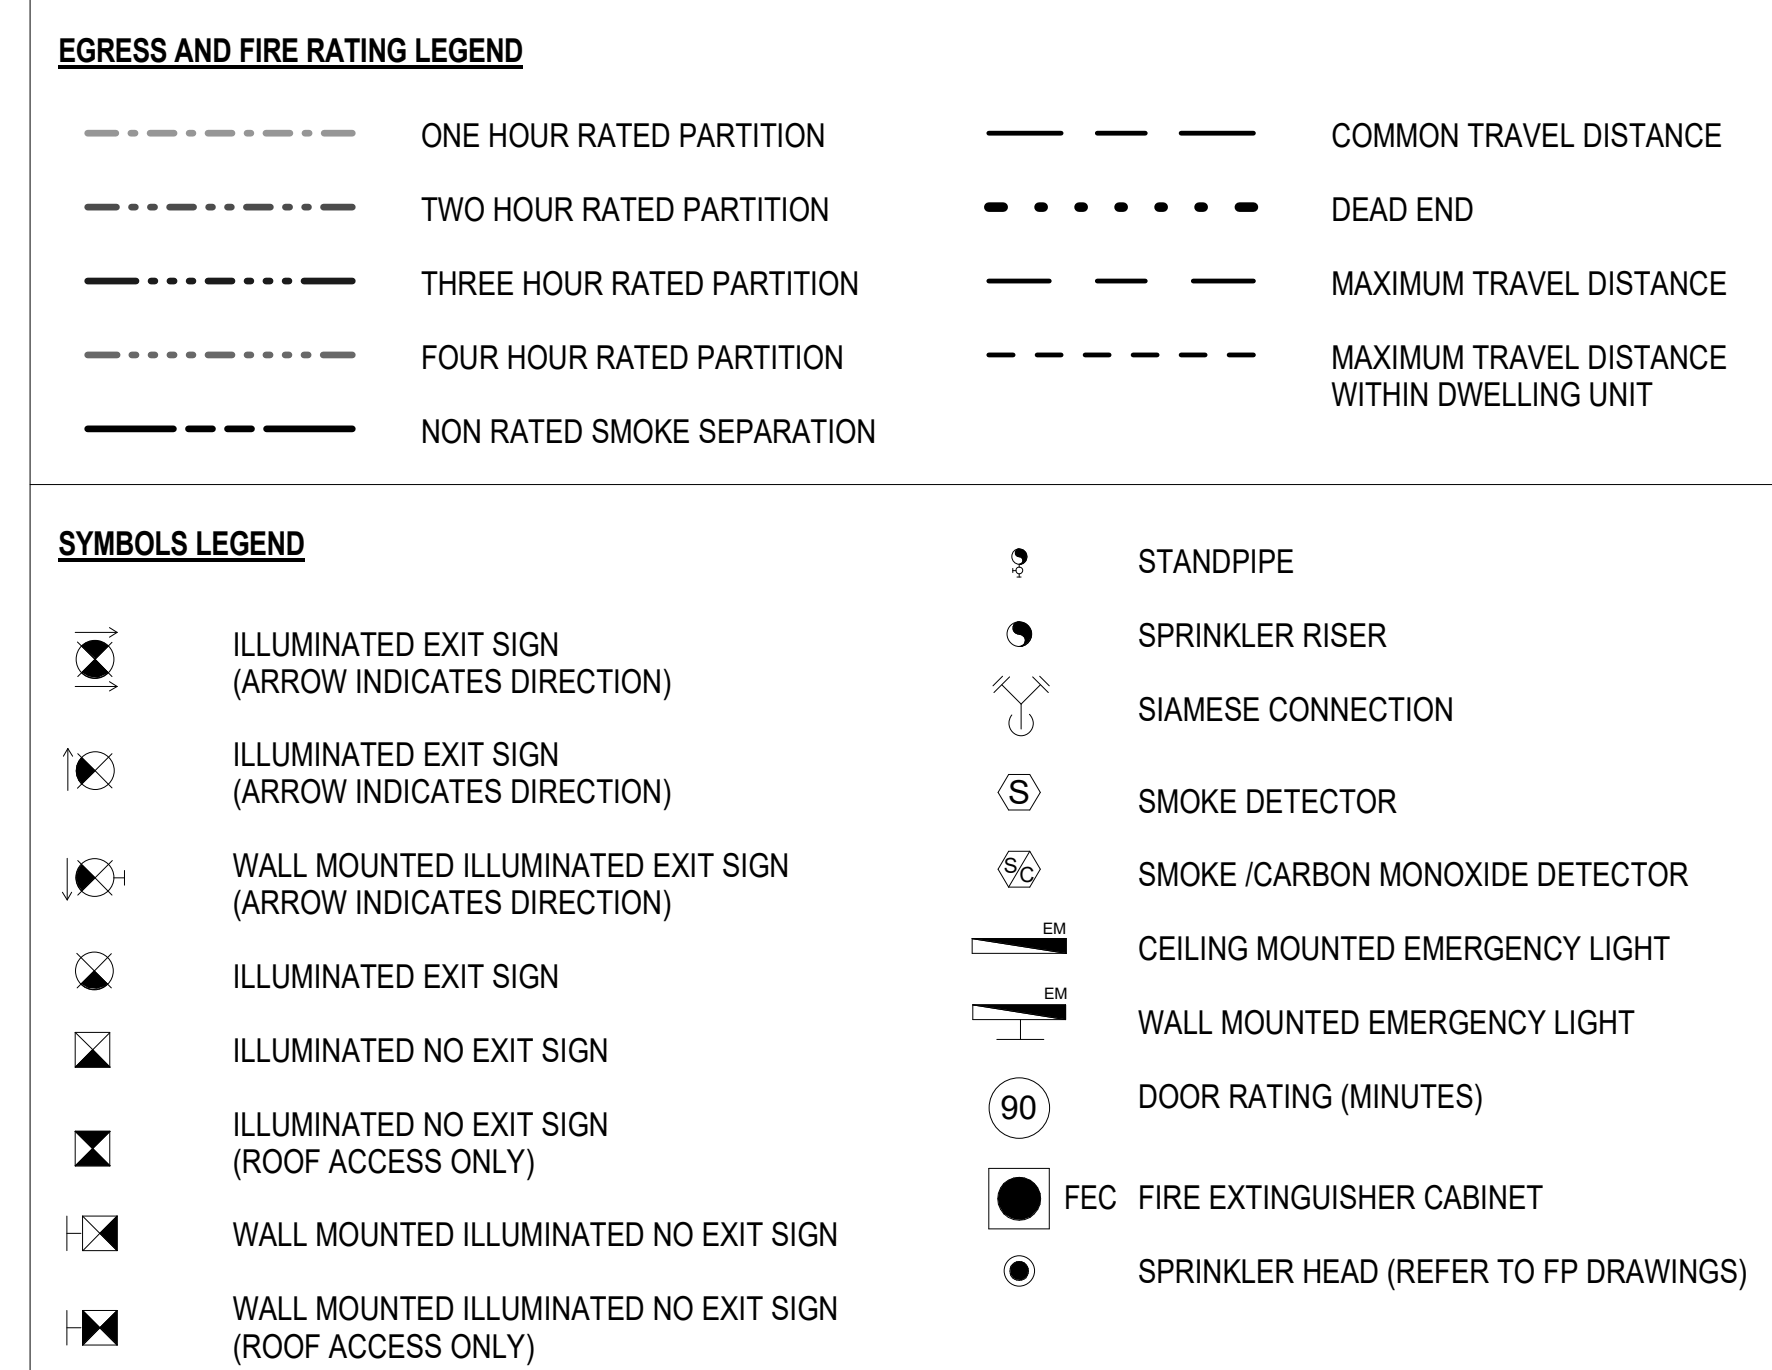 EGRESS AND FIRE RATING LEGEND
ONE HOUR RATED PARTITION
TWO HOUR RATED PARTITION
THREE HOUR RATED PARTITION
FOUR HOUR RATED PARTITION
NON RATED SMOKE SEPARATION
COMMON TRAVEL DISTANCE
DEAD END
MAXIMUM TRAVEL DISTANCE
MAXIMUM TRAVEL DISTANCE
WITHIN DWELLING UNIT
SYMBOLS LEGEND
ILLUMINATED EXIT SIGN
(ARROW INDICATES DIRECTION)
ILLUMINATED EXIT SIGN
(ARROW INDICATES DIRECTION)
WALL MOUNTED ILLUMINATED EXIT SIGN
(ARROW INDICATES DIRECTION)
ILLUMINATED EXIT SIGN
ILLUMINATED NO EXIT SIGN
ILLUMINATED NO EXIT SIGN
(ROOF ACCESS ONLY)
WALL MOUNTED ILLUMINATED NO EXIT SIGN
WALL MOUNTED ILLUMINATED NO EXIT SIGN
(ROOF ACCESS ONLY)
STANDPIPE
SPRINKLER RISER
SIAMESE CONNECTION
S SMOKE DETECTOR
S/C SMOKE /CARBON MONOXIDE DETECTOR
EM
CEILING MOUNTED EMERGENCY LIGHT
EM
WALL MOUNTED EMERGENCY LIGHT
90 DOOR RATING (MINUTES)
FEC FIRE EXTINGUISHER CABINET
SPRINKLER HEAD (REFER TO FP DRAWINGS)